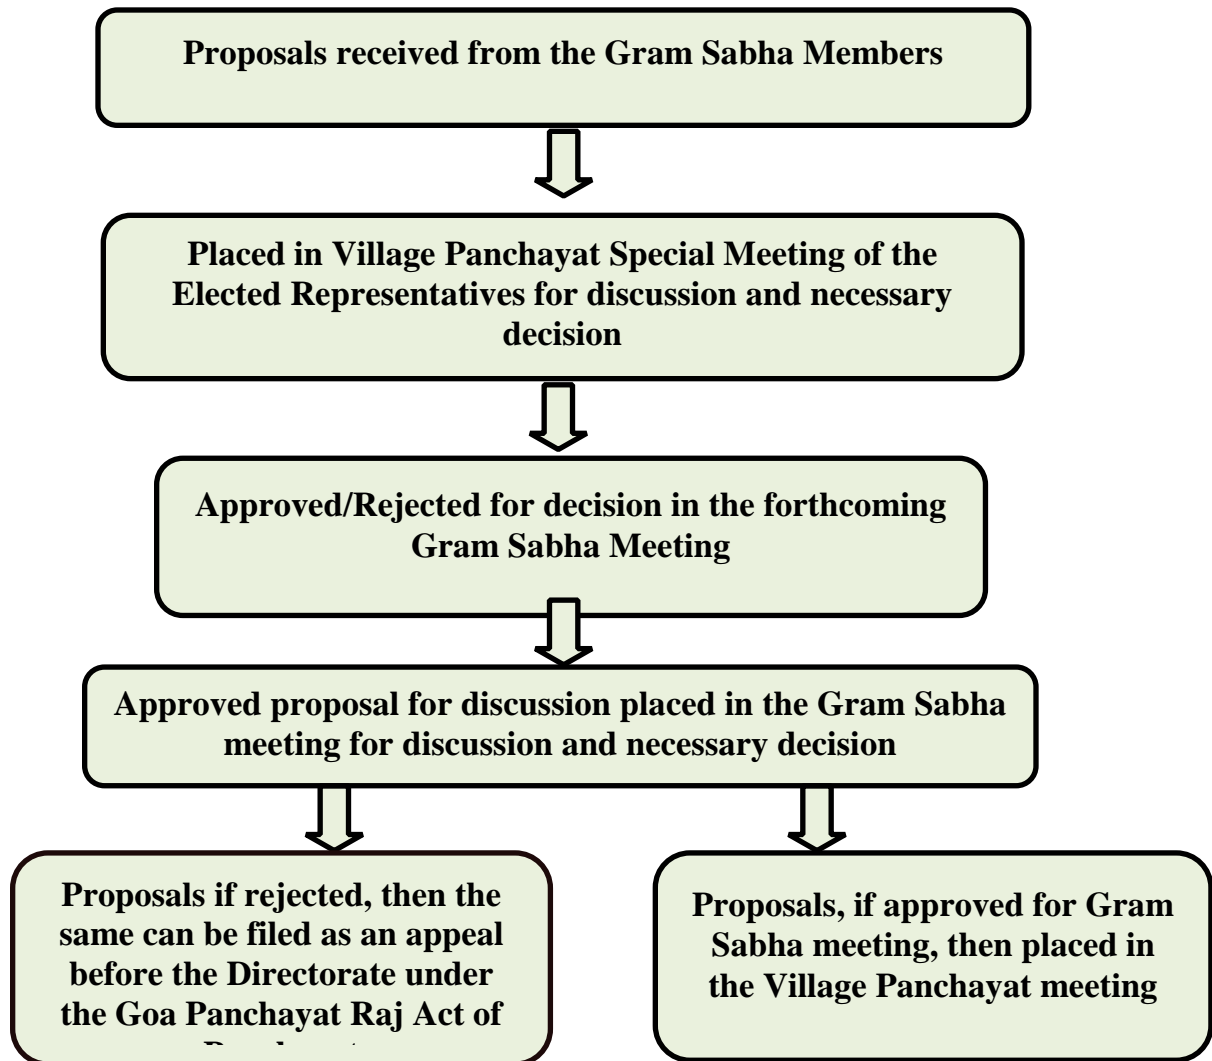 Proposals received from the Gram Sabha Members
Placed in Village Panchayat Special Meeting of the
Elected Representatives for discussion and necessary
decision
Approved/Rejected for decision in the forthcoming
Gram Sabha Meeting
Approved proposal for discussion placed in the Gram Sabha
meeting for discussion and necessary decision
Proposals if rejected, then the
same can be filed as an appeal
before the Directorate under
the Goa Panchayat Raj Act of
Proposals, if approved for Gram
Sabha meeting, then placed in
the Village Panchayat meeting